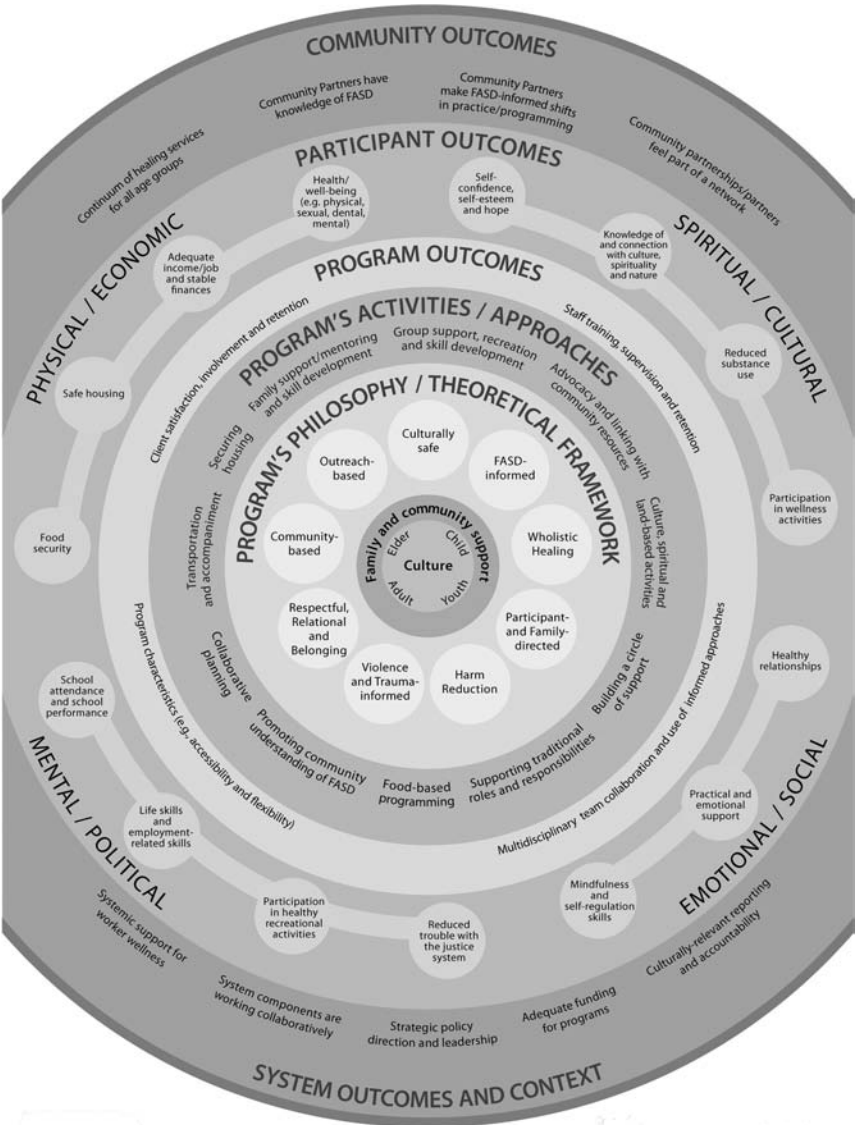 COMMUNITY OUTCOMES
Continuum of healing services
for all age groups
Community Partners have
knowledge of FASD
Community Partners
make FASD-informed shifts
in practice/programming
Community partnerships/partners
feel part of a network
PARTICIPANT OUTCOMES
PHYSICAL / ECONOMIC
Food
security
Safe housing
Adequate
income/job
and stable
finances
Health/
well-being
(e.g. physical,
sexual, dental,
mental)
SPIRITUAL / CULTURAL
Self-
confidence,
self-esteem
and hope
Knowledge of
and connection
with culture,
spirituality
and nature
Reduced
substance
use
Participation
in wellness
activities
PROGRAM OUTCOMES
Client satisfaction, involvement and retention
Staff training, supervision and retention
PROGRAM'S ACTIVITIES / APPROACHES
Transportation
and accompaniment
Securing
housing
Family support/mentoring
and skill development
Group support, recreation
and skill development
Advocacy and linking with
community resources
Culture, spiritual and
land-based activities
PROGRAM'S PHILOSOPHY / THEORETICAL FRAMEWORK
Culturally
safe
FASD-
informed
Wholistic
Healing
Participant-
and Family-
directed
Harm
Reduction
Violence
and Trauma-
informed
Respectful,
Relational
and
Belonging
Community-
based
Outreach-
based
Family and community support
Elder
Child
Culture
Adult
Youth
Collaborative
planning
Promoting community
understanding of FASD
Food-based
programming
Supporting traditional
roles and responsibilities
Building a circle
of support
Program characteristics (e.g., accessibility and flexibility)
Multidisciplinary team collaboration and use of informed approaches
MENTAL / POLITICAL
School
attendance
and school
performance
Life skills
and
employment-
related skills
Participation
in healthy
recreational
activities
Reduced
trouble with
the justice
system
EMOTIONAL / SOCIAL
Healthy
relationships
Practical and
emotional
support
Mindfulness
and
self-regulation
skills
Systemic support for
worker wellness
System components are
working collaboratively
Strategic policy
direction and leadership
Adequate funding
for programs
Culturally-relevant reporting
and accountability
SYSTEM OUTCOMES AND CONTEXT